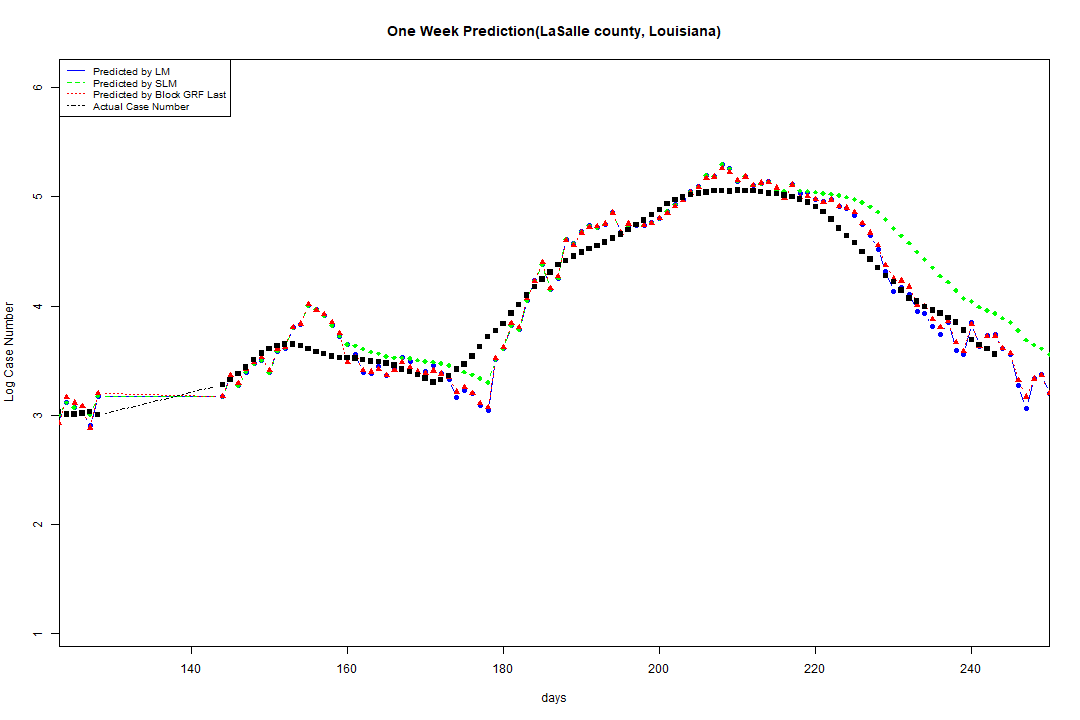 One Week Prediction(LaSalle county, Louisiana)
Predicted by LM
Predicted by SLM
Predicted by Block GRF Last
Actual Case Number
Log Case Number
6
5
4
3
2
1
140 160 180 200 220 240
days